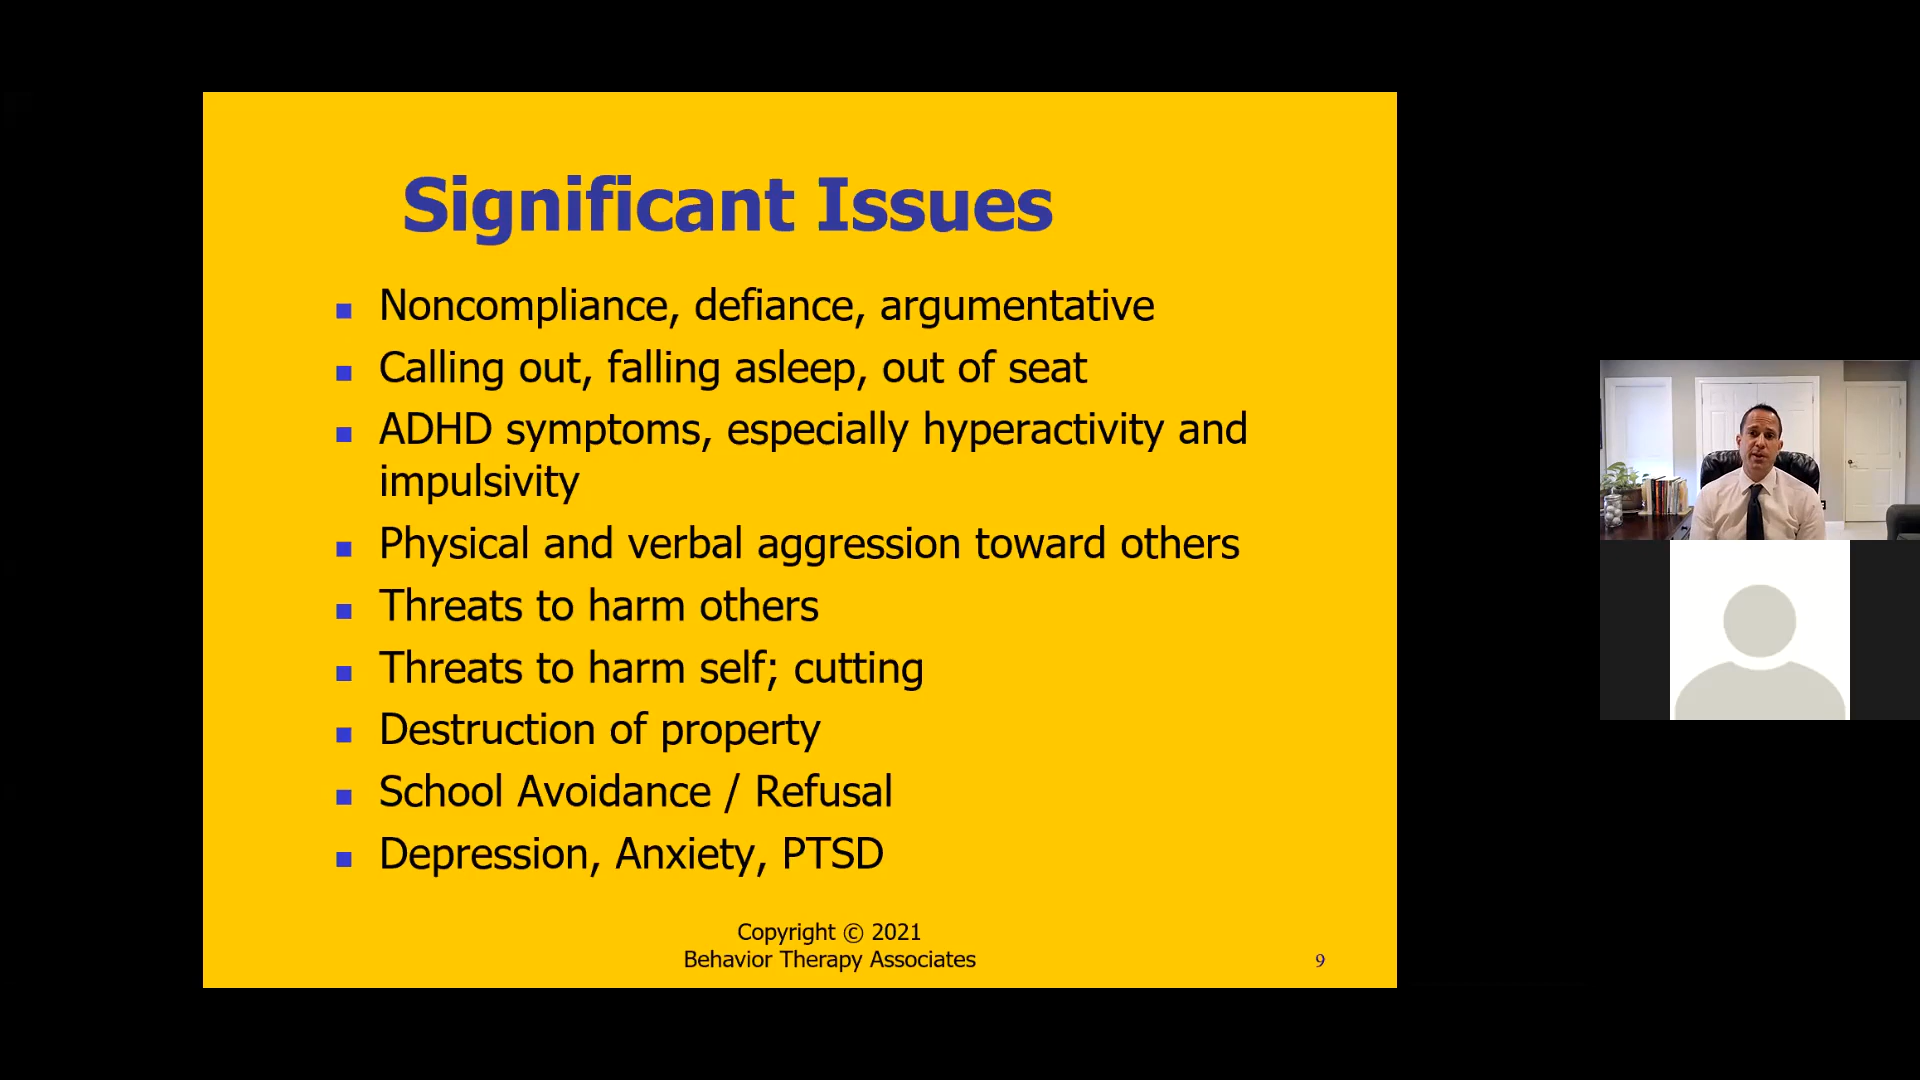 Significant Issues
Noncompliance, defiance, argumentative
Calling out, falling asleep, out of seat
ADHD symptoms, especially hyperactivity and
impulsivity
Physical and verbal aggression toward others
Threats to harm others
Threats to harm self; cutting
Destruction of property
School Avoidance / Refusal
Depression, Anxiety, PTSD
Copyright © 2021
Behavior Therapy Associates
9